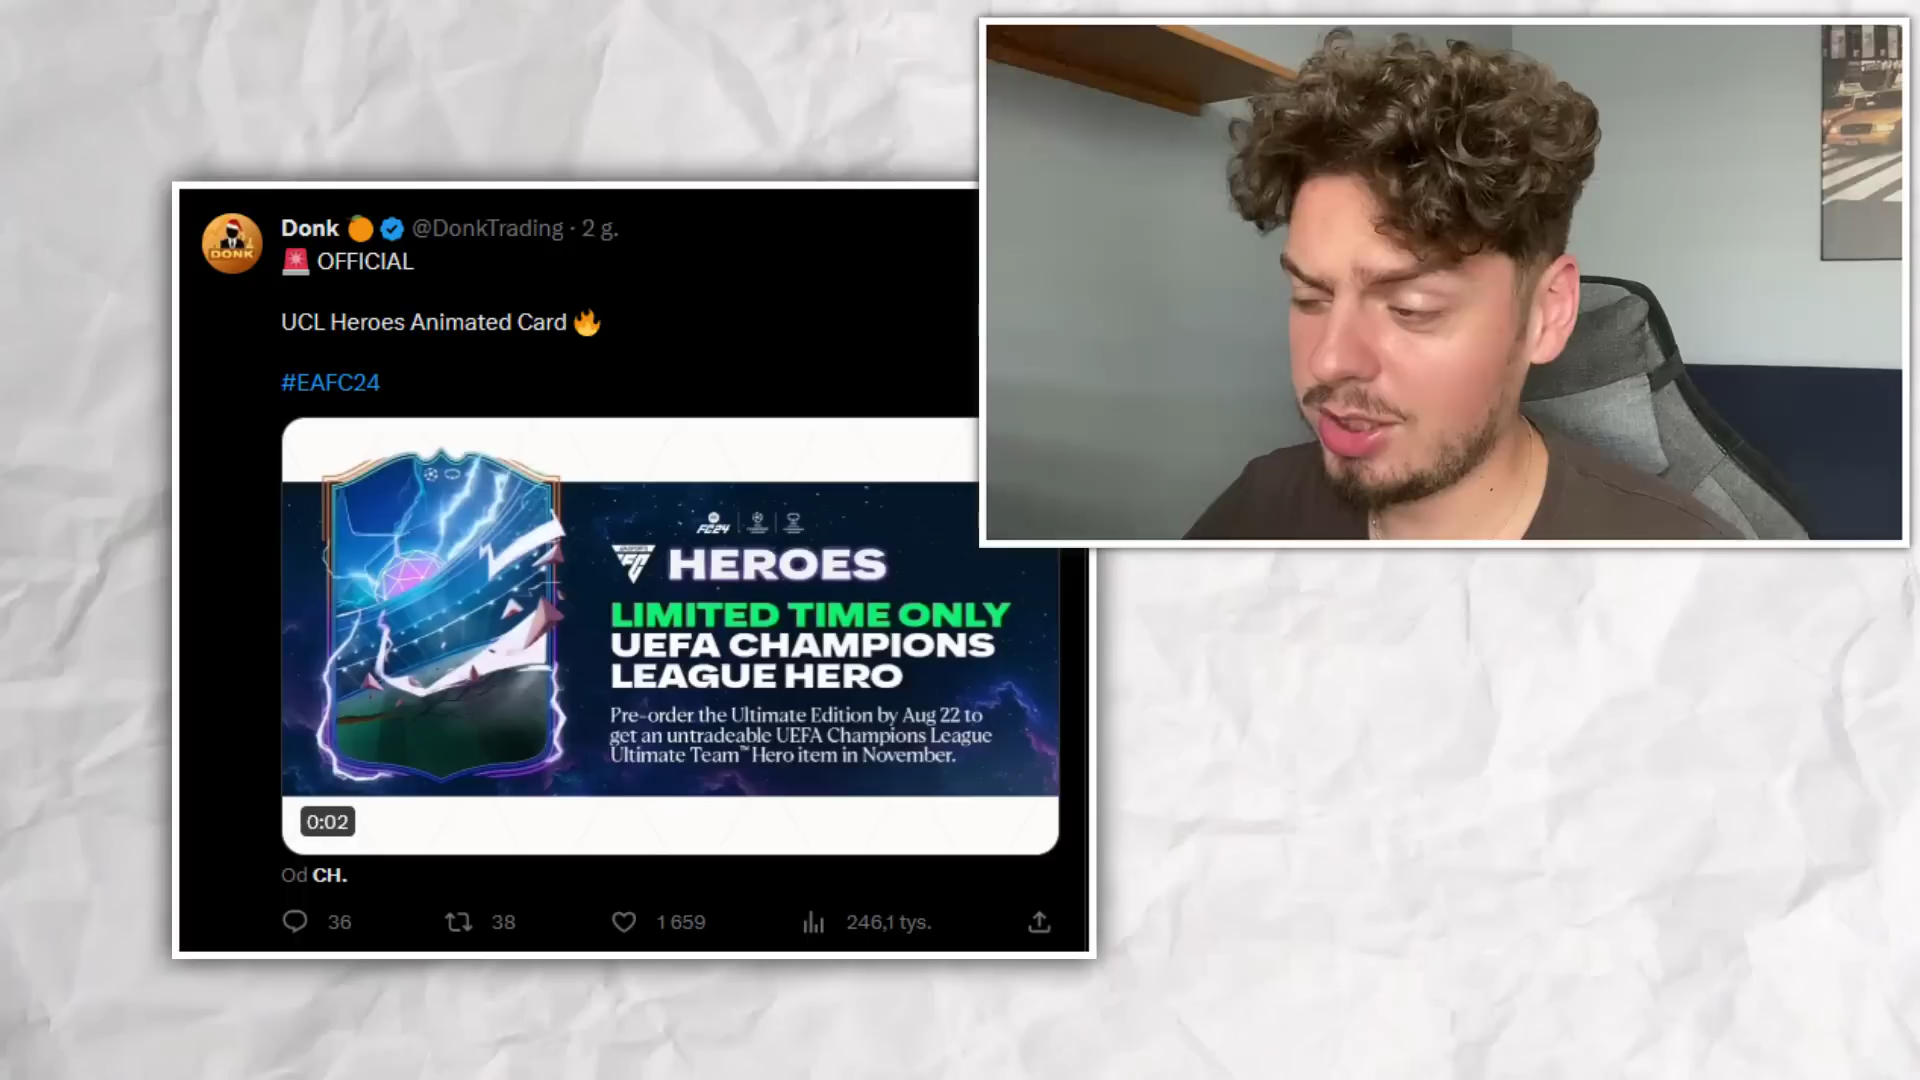 Donk 🍊 @DonkTrading · 2 g.
🚨 OFFICIAL
UCL Heroes Animated Card 🔥
#EAFC24
FC24
HEROES
LIMITED TIME ONLY
UEFA CHAMPIONS
LEAGUE HERO
Pre-order the Ultimate Edition by Aug 22 to
get an untradeable UEFA Champions League
Ultimate Team™ Hero item in November.
0:02
Od CH.
36 38 1 659 246,1 tys.
DONK